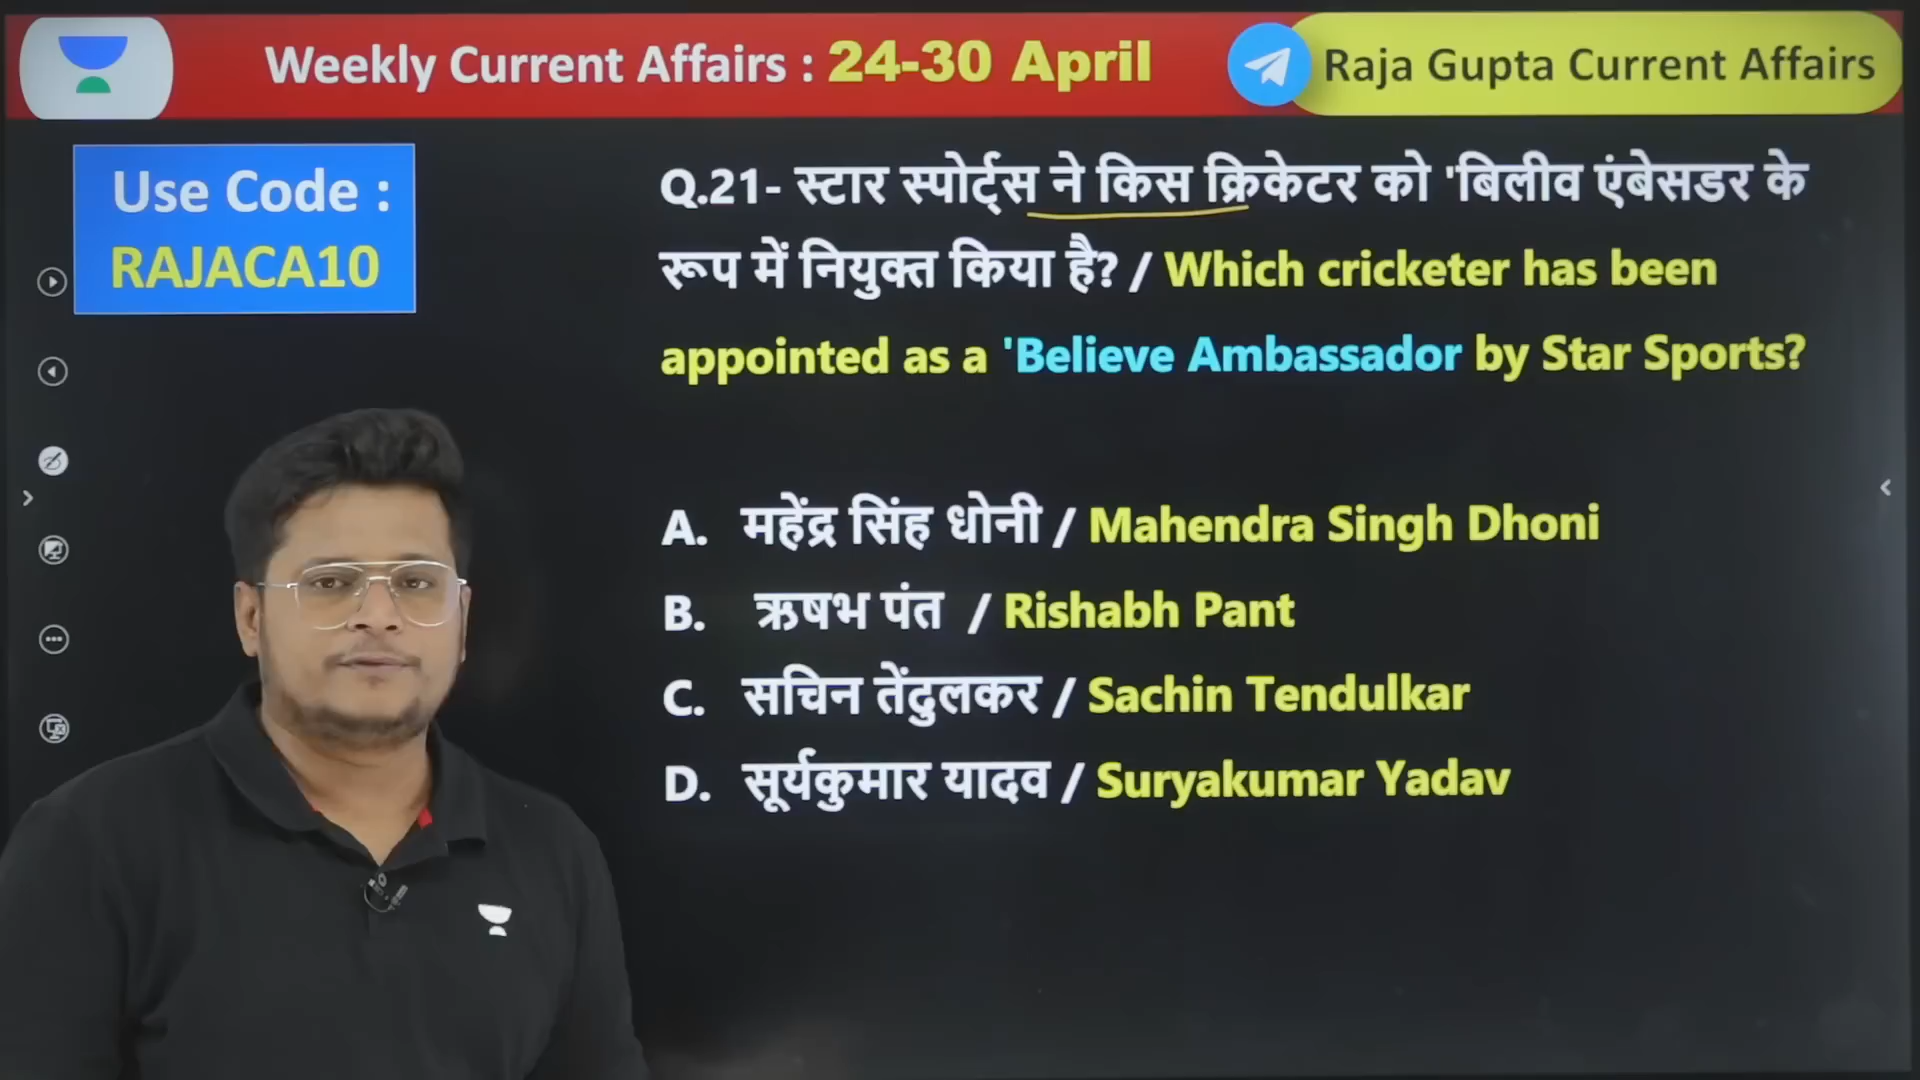 Weekly Current Affairs : 24-30 April
Raja Gupta Current Affairs
Use Code :
RAJACA10
Q.21- स्टार स्पोर्ट्स ने किस क्रिकेटर को 'बिलीव एंबेसडर के
रूप में नियुक्त किया है? / Which cricketer has been
appointed as a 'Believe Ambassador by Star Sports?
A. महेंद्र सिंह धोनी / Mahendra Singh Dhoni
B. ऋषभ पंत / Rishabh Pant
C. सचिन तेंदुलकर / Sachin Tendulkar
D. सूर्यकुमार यादव / Suryakumar Yadav